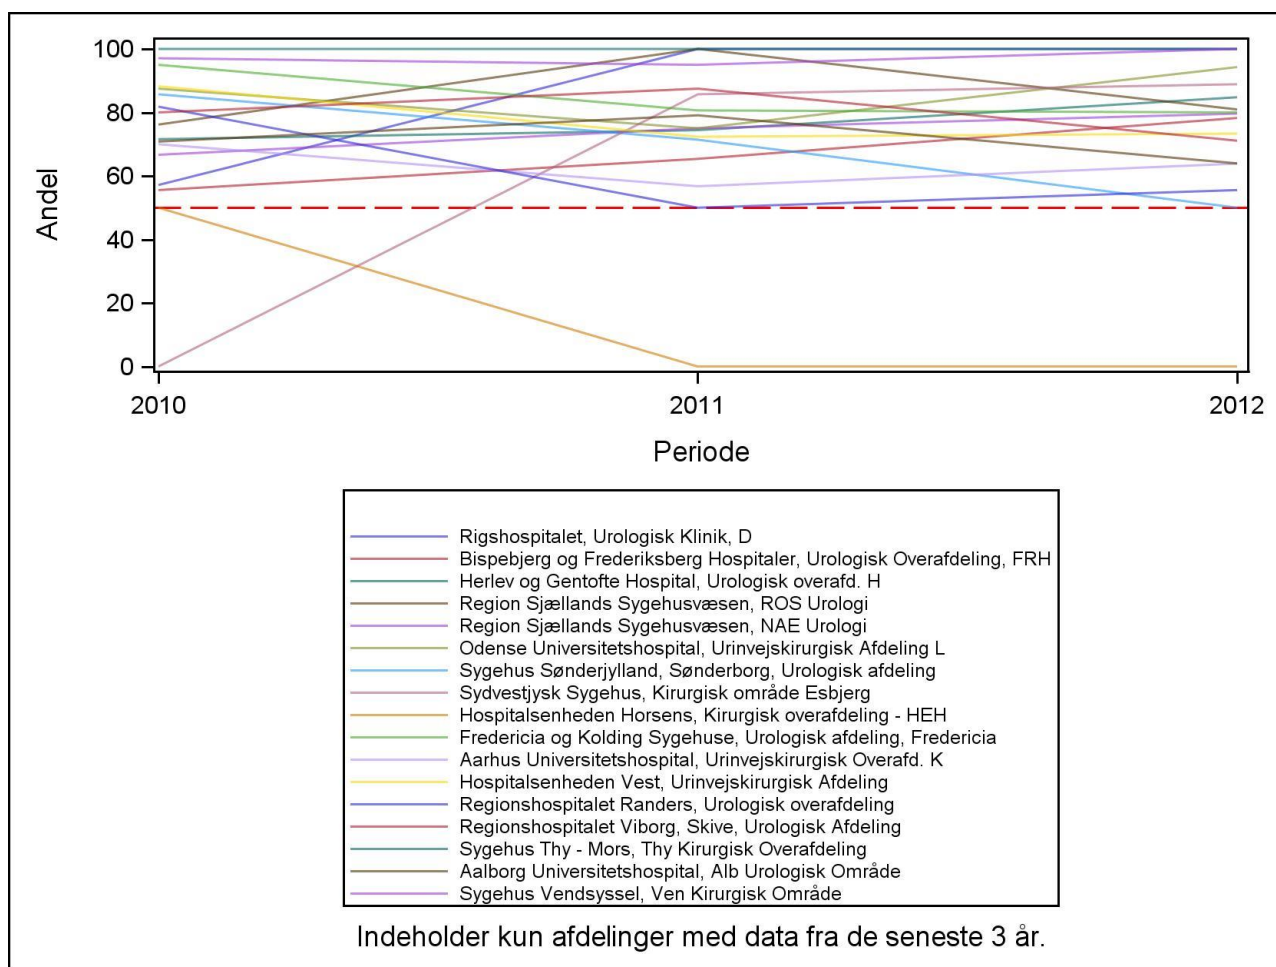 100
80
60
40
20
0
Andel
2010 2011 2012
Periode
Rigshospitalet, Urologisk Klinik, D
Bispebjerg og Frederiksberg Hospitaler, Urologisk Overafdeling, FRH
Herlev og Gentofte Hospital, Urologisk overafd. H
Region Sjællands Sygehusvæsen, ROS Urologi
Region Sjællands Sygehusvæsen, NAE Urologi
Odense Universitetshospital, Urinvejskirurgisk Afdeling L
Sygehus Sønderjylland, Sønderborg, Urologisk afdeling
Sydvestjysk Sygehus, Kirurgisk område Esbjerg
Hospitalsenheden Horsens, Kirurgisk overafdeling - HEH
Fredericia og Kolding Sygehuse, Urologisk afdeling, Fredericia
Aarhus Universitetshospital, Urinvejskirurgisk Overafd. K
Hospitalsenheden Vest, Urinvejskirurgisk Afdeling
Regionshospitalet Randers, Urologisk overafdeling
Regionshospitalet Viborg, Skive, Urologisk Afdeling
Sygehus Thy - Mors, Thy Kirurgisk Overafdeling
Aalborg Universitetshospital, Alb Urologisk Område
Sygehus Vendsyssel, Ven Kirurgisk Område
Indeholder kun afdelinger med data fra de seneste 3 år.